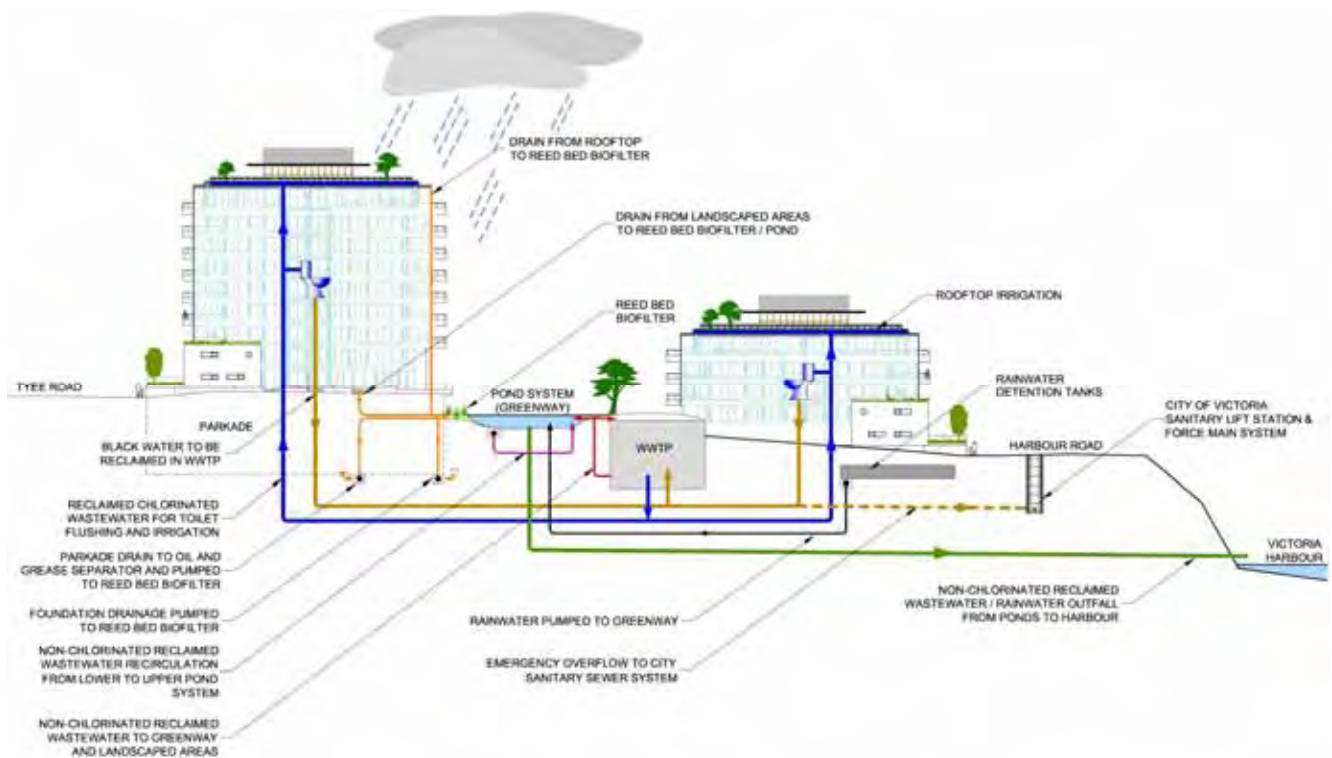 DRAIN FROM ROOFTOP
TO REED BED BIOFILTER
DRAIN FROM LANDSCAPED AREAS
TO REED BED BIOFILTER / POND
REED BED
BIOFILTER
ROOFTOP IRRIGATION
RAINWATER
DETENTION TANKS
CITY OF VICTORIA
SANITARY LIFT STATION &
FORCE MAIN SYSTEM
TYEE ROAD
POND SYSTEM
(GREENWAY)
PARKADE
WWTP
HARBOUR ROAD
BLACK WATER TO BE
RECLAIMED IN WWTP
RECLAIMED CHLORINATED
WASTEWATER FOR TOILET
FLUSHING AND IRRIGATION
PARKADE DRAIN TO OIL AND
GREASE SEPARATOR AND PUMPED
TO REED BED BIOFILTER
FOUNDATION DRAINAGE PUMPED
TO REED BED BIOFILTER
NON-CHLORINATED RECLAIMED
WASTEWATER RECIRCULATION
FROM LOWER TO UPPER POND
SYSTEM
NON-CHLORINATED RECLAIMED
WASTEWATER TO GREENWAY
AND LANDSCAPED AREAS
RAINWATER PUMPED TO GREENWAY
EMERGENCY OVERFLOW TO CITY
SANITARY SEWER SYSTEM
VICTORIA
HARBOUR
NON-CHLORINATED RECLAIMED
WASTEWATER / RAINWATER OUTFALL
FROM PONDS TO HARBOUR